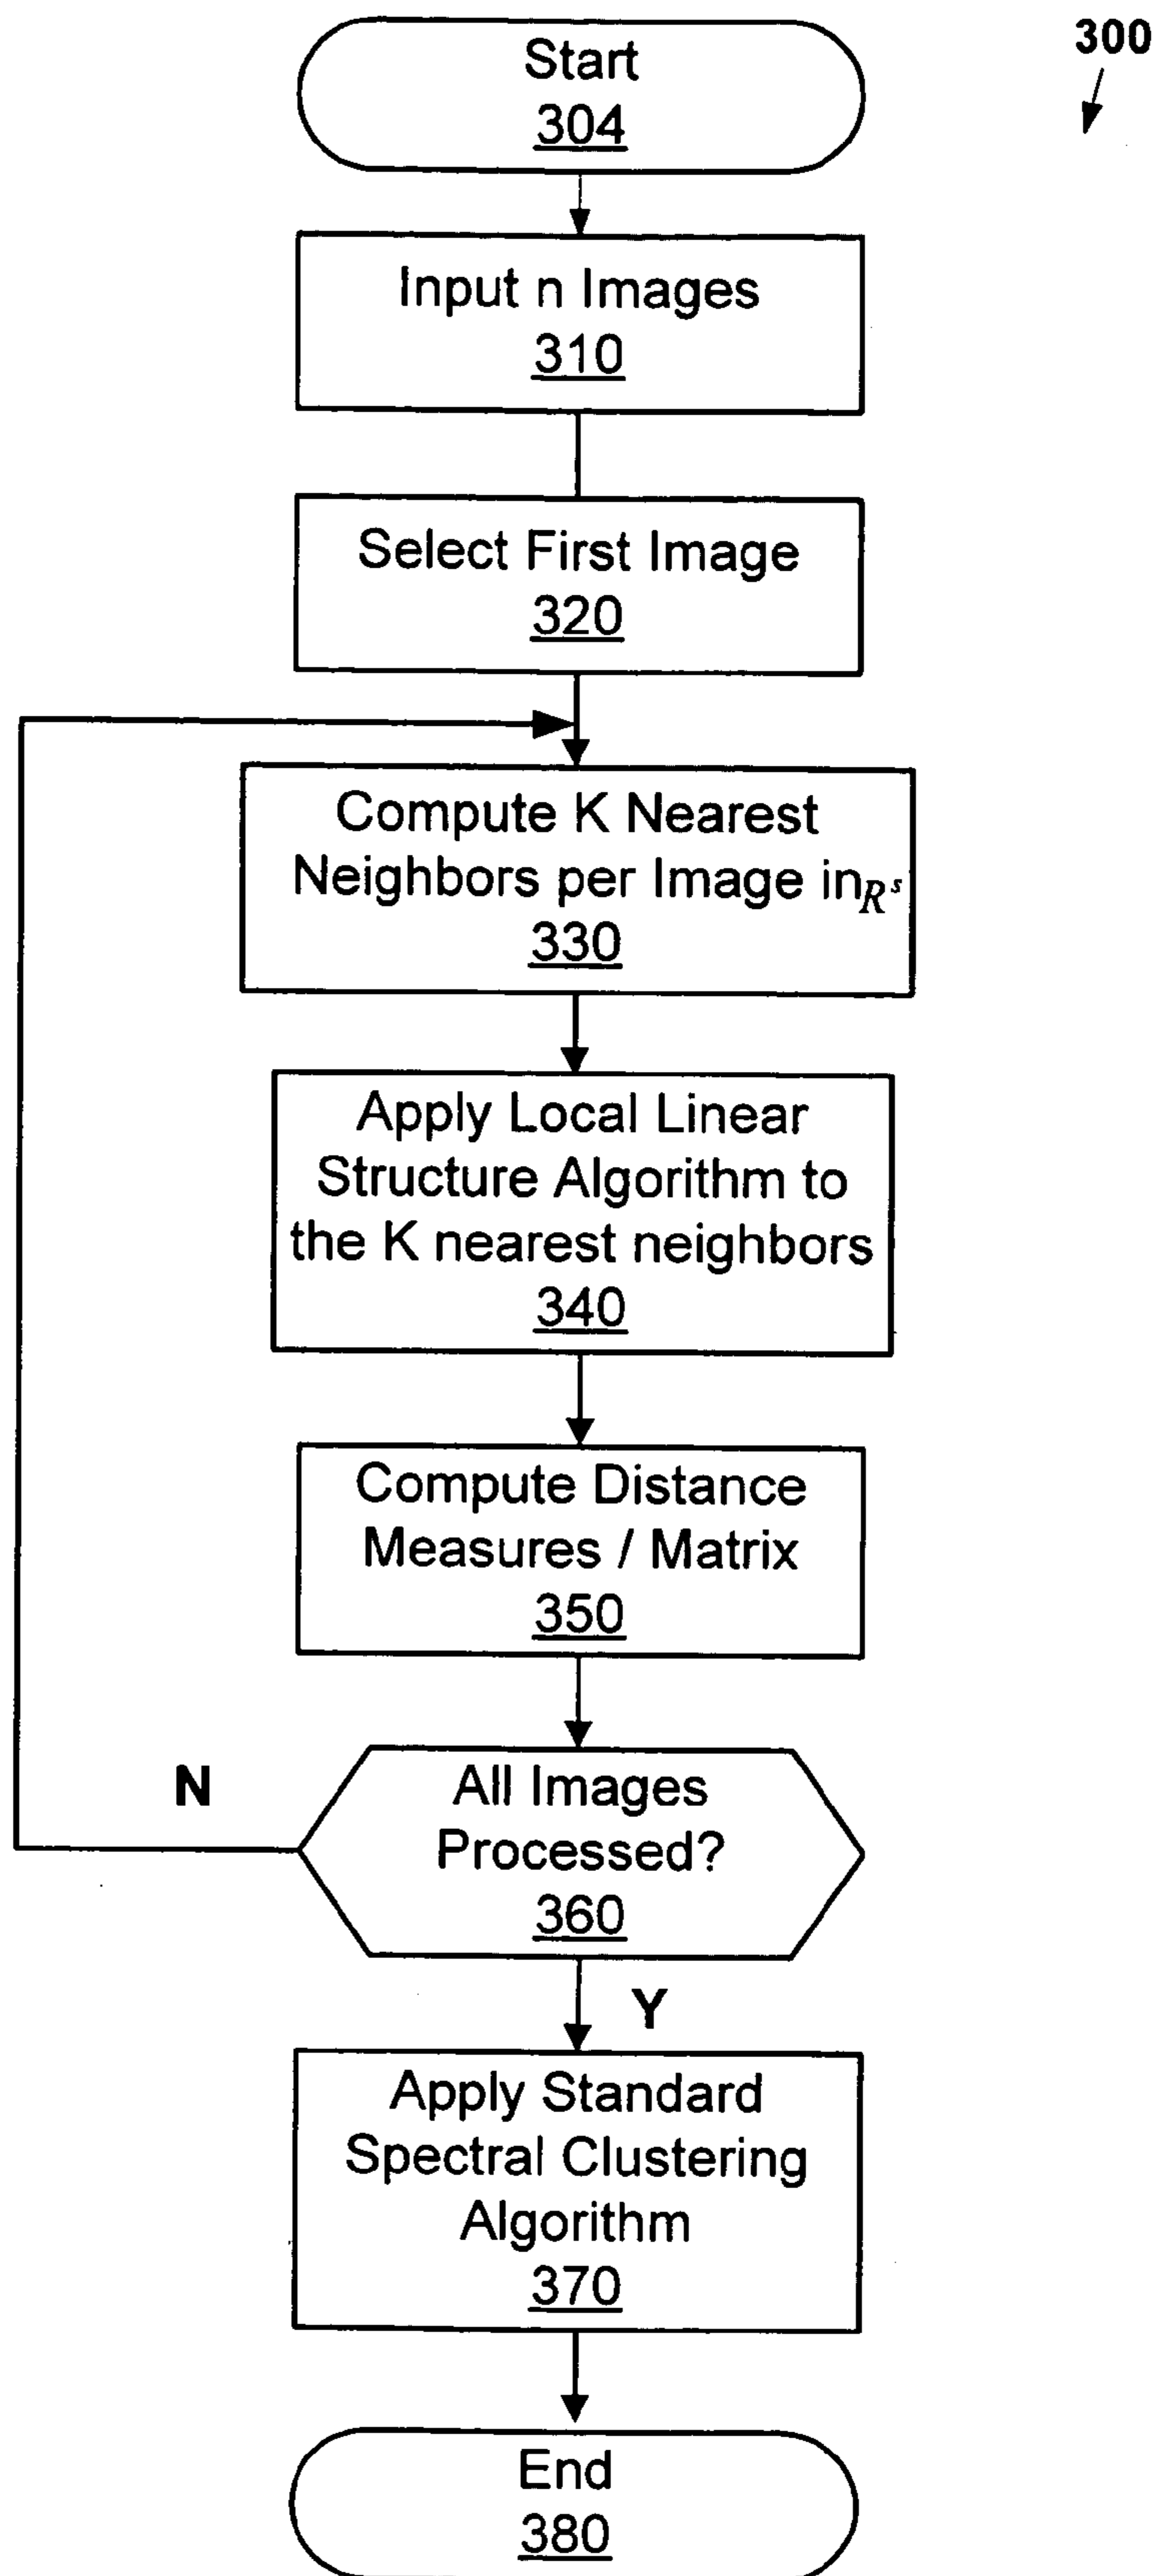 300
Start
304
Input n Images
310
Select First Image
320
Compute K Nearest
Neighbors per Image in R^s
330
Apply Local Linear
Structure Algorithm to
the K nearest neighbors
340
Compute Distance
Measures / Matrix
350
All Images
Processed?
360
N
Y
Apply Standard
Spectral Clustering
Algorithm
370
End
380